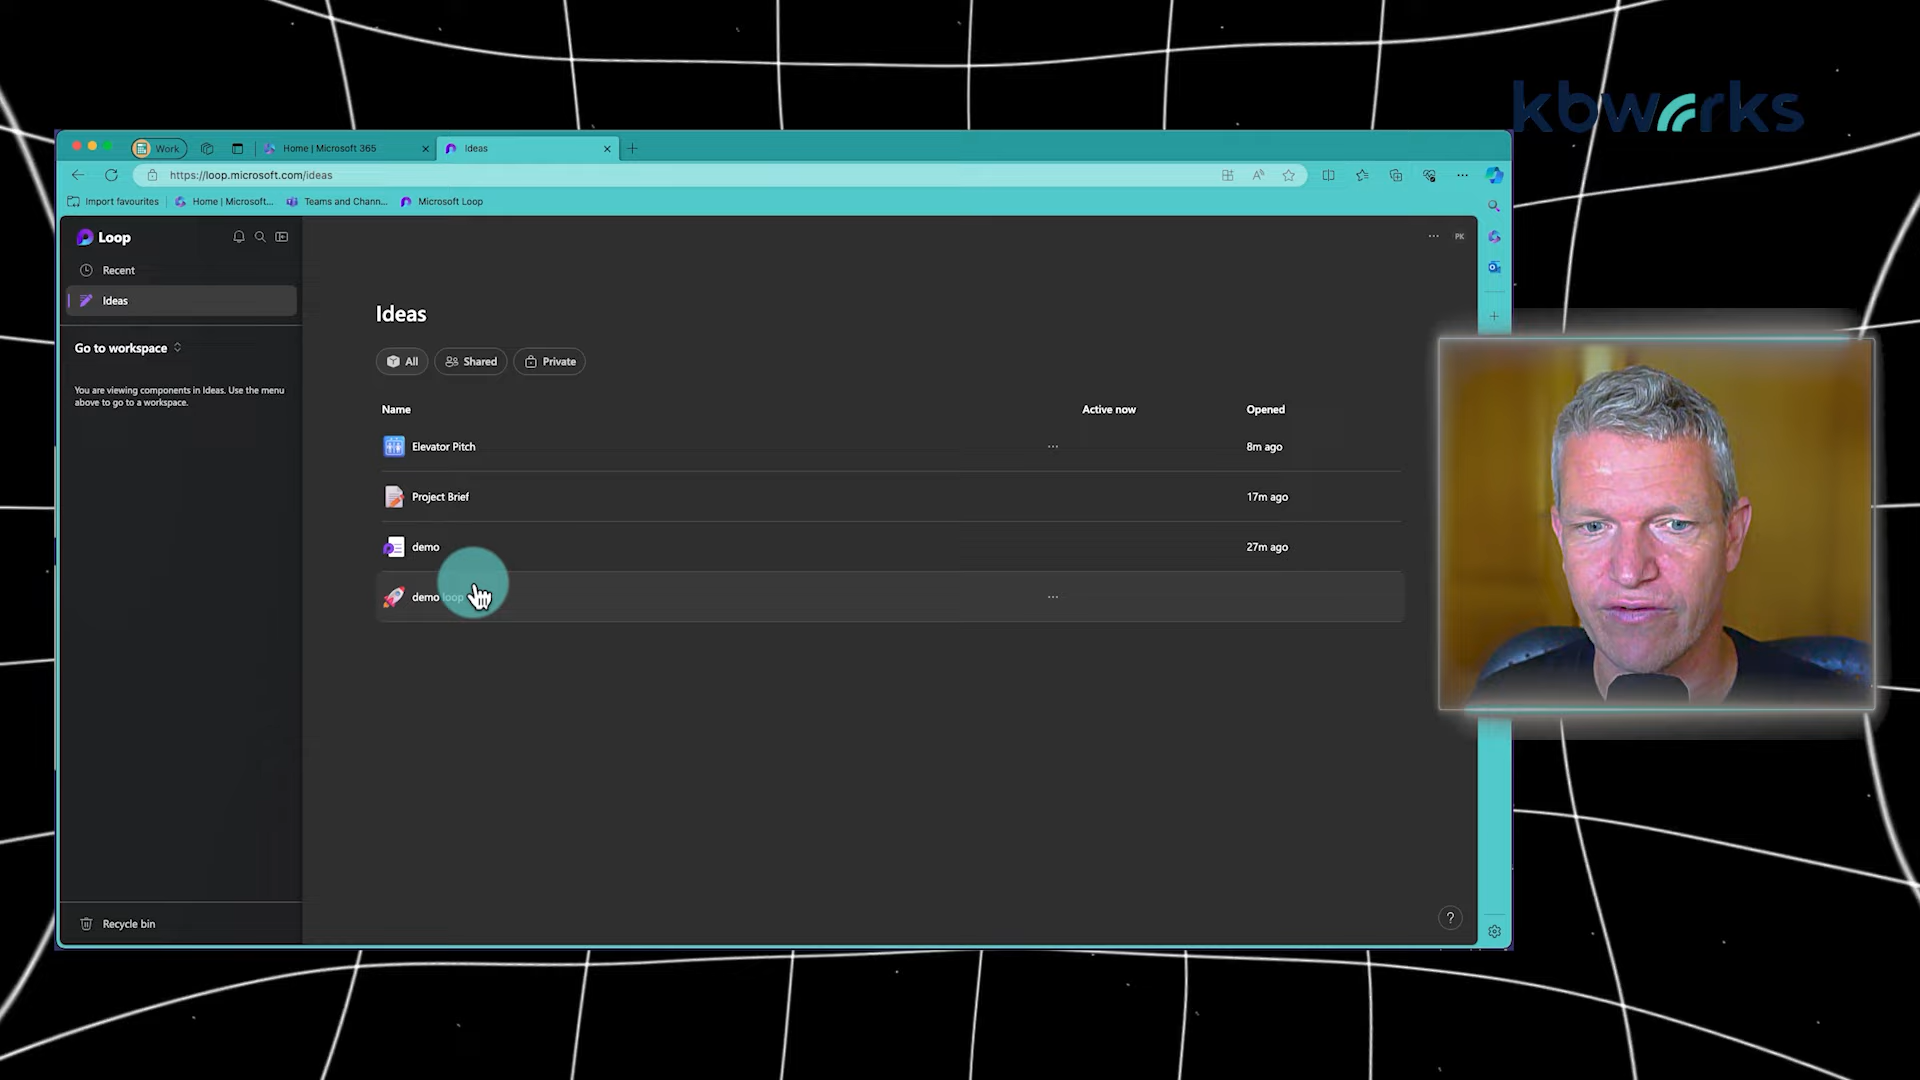 kbworks
Work
Home | Microsoft 365
Ideas
https://loop.microsoft.com/ideas
Import favourites
Home | Microsoft...
Teams and Chann...
Microsoft Loop
Loop
PK
Recent
Ideas
Go to workspace
You are viewing components in Ideas. Use the menu
above to go to a workspace.
Ideas
All
Shared
Private
Name
Active now
Opened
Elevator Pitch
8m ago
Project Brief
17m ago
demo
27m ago
demo loop
Recycle bin
?